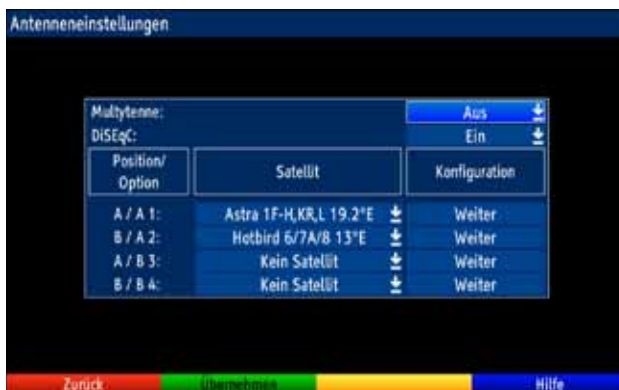 Antenneneinstellungen
Multytenne: Aus
DiSEqC: Ein
Position/ Option Satellit Konfiguration
A / A 1: Astra 1F-H,KR,L 19.2°E Weiter
B / A 2: Hotbird 6/7A/8 13°E Weiter
A / B 3: Kein Satellit Weiter
B / B 4: Kein Satellit Weiter
Zurück Übernehmen Hilfe